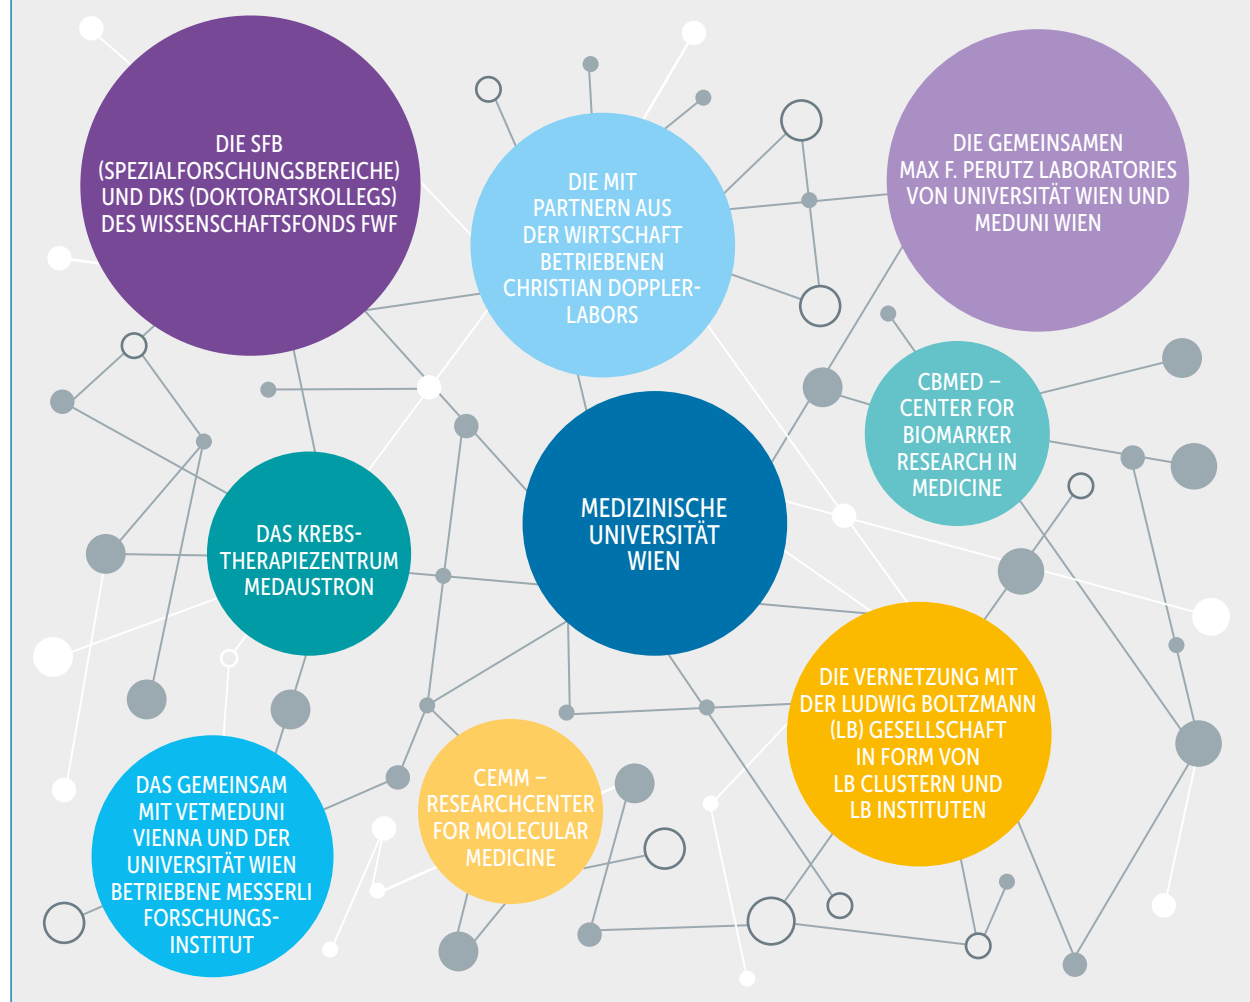 DIE SFB
(SPEZIALFORSCHUNGSBEREICHE)
UND DKS (DOKTORATSKOLLEGS)
DES WISSENSCHAFTSFONDS FWF
DIE MIT
PARTNERN AUS
DER WIRTSCHAFT
BETRIEBENEN
CHRISTIAN DOPPLER-
LABORS
DIE GEMEINSAMEN
MAX F. PERUTZ LABORATORIES
VON UNIVERSITÄT WIEN UND
MEDUNI WIEN
CBMED –
CENTER FOR
BIOMARKER
RESEARCH IN
MEDICINE
MEDIZINISCHE
UNIVERSITÄT
WIEN
DAS KREBS-
THERAPIEZENTRUM
MEDAUSTRON
DIE VERNETZUNG MIT
DER LUDWIG BOLTZMANN
(LB) GESELLSCHAFT
IN FORM VON
LB CLUSTERN UND
LB INSTITUTEN
CEMM –
RESEARCHCENTER
FOR MOLECULAR
MEDICINE
DAS GEMEINSAM
MIT VETMEDUNI
VIENNA UND DER
UNIVERSITÄT WIEN
BETRIEBENE MESSERLI
FORSCHUNGS-
INSTITUT